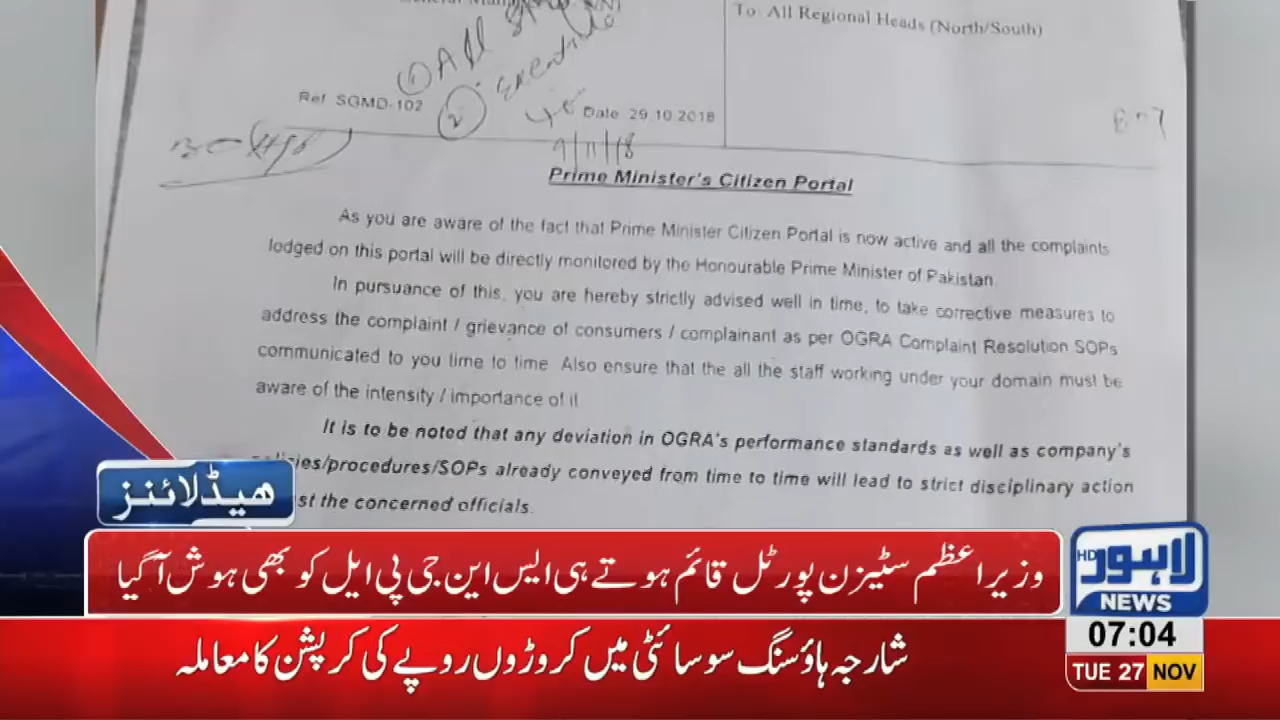 To: All Regional Heads (North/South)
① All
② Executive
Ref SGMD-102
Date 29.10.2018
9/11/18
Prime Minister's Citizen Portal
As you are aware of the fact that Prime Minister Citizen Portal is now active and all the complaints
lodged on this portal will be directly monitored by the Honourable Prime Minister of Pakistan.
In pursuance of this, you are hereby strictly advised well in time, to take corrective measures to
address the complaint / grievance of consumers / complainant as per OGRA Complaint Resolution SOPs
communicated to you time to time. Also ensure that the all the staff working under your domain must be
aware of the intensity / importance of it
It is to be noted that any deviation in OGRA's performance standards as well as company's
/procedures/SOPs already conveyed from time to time will lead to strict disciplinary action
the concerned officials.
ھیڈلائنز
وزیراعظم سٹیزن پورٹل قائم ہوتے ہی ایس این جی پی ایل کو بھی ہوش آگیا
شارجہ ہاؤسنگ سوسائٹی میں کروڑوں روپے کی کرپشن کا معاملہ
لاہور HD
NEWS
07:04
TUE 27 NOV